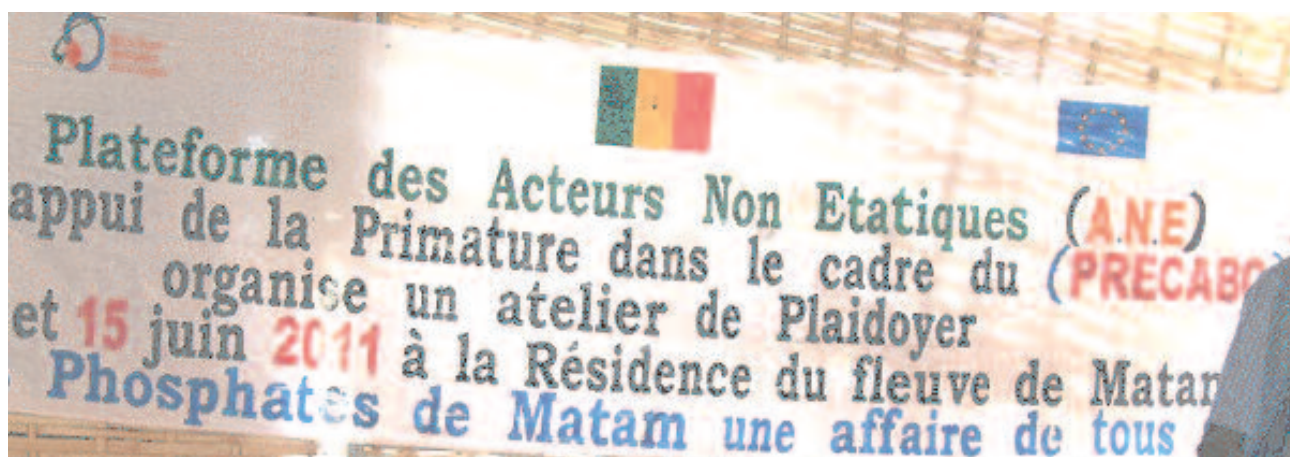 Plateforme des Acteurs Non Etatiques (A.N.E)
appui de la Primature dans le cadre du (PRECABO)
organise un atelier de Plaidoyer
et 15 juin 2011 à la Résidence du fleuve de Matam
Phosphates de Matam une affaire de tous